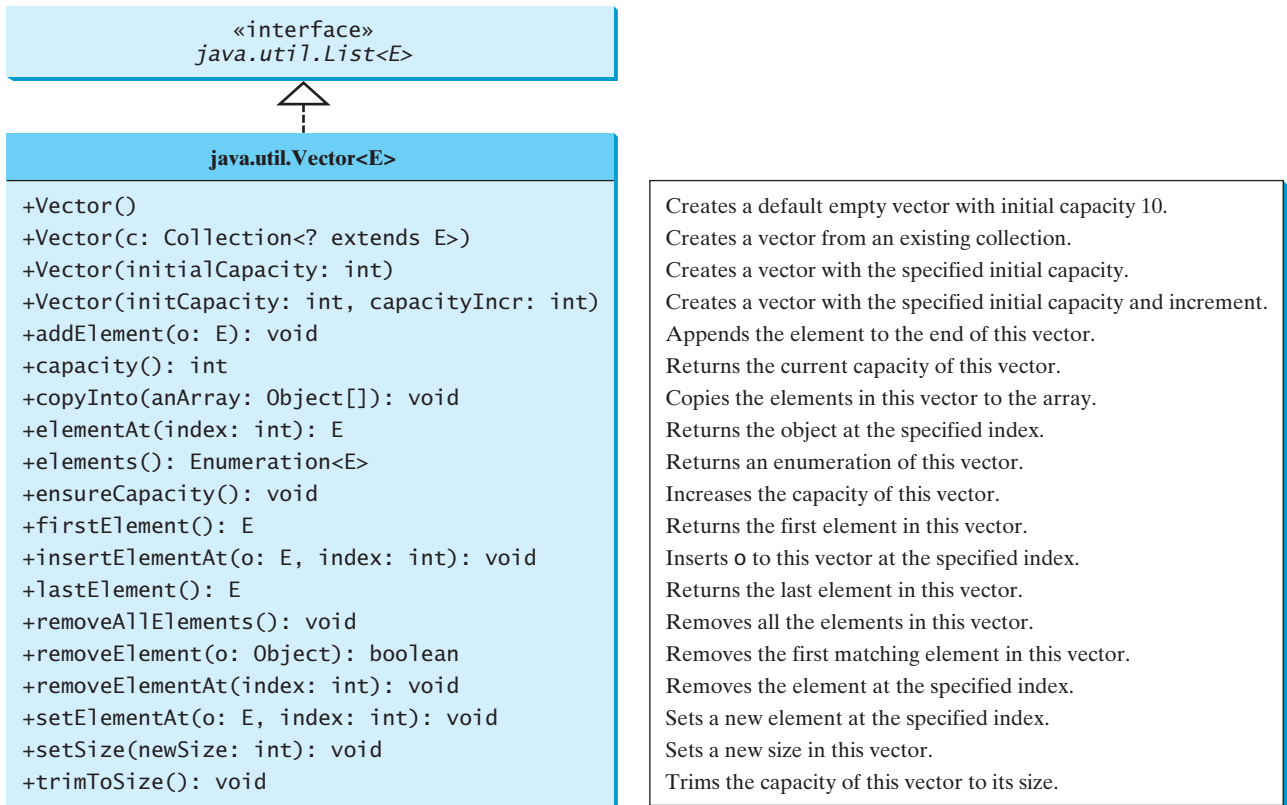 «interface»
java.util.List<E>
java.util.Vector<E>
+Vector() Creates a default empty vector with initial capacity 10.
+Vector(c: Collection<? extends E>) Creates a vector from an existing collection.
+Vector(initialCapacity: int) Creates a vector with the specified initial capacity.
+Vector(initCapacity: int, capacityIncr: int) Creates a vector with the specified initial capacity and increment.
+addElement(o: E): void Appends the element to the end of this vector.
+capacity(): int Returns the current capacity of this vector.
+copyInto(anArray: Object[]): void Copies the elements in this vector to the array.
+elementAt(index: int): E Returns the object at the specified index.
+elements(): Enumeration<E> Returns an enumeration of this vector.
+ensureCapacity(): void Increases the capacity of this vector.
+firstElement(): E Returns the first element in this vector.
+insertElementAt(o: E, index: int): void Inserts o to this vector at the specified index.
+lastElement(): E Returns the last element in this vector.
+removeAllElements(): void Removes all the elements in this vector.
+removeElement(o: Object): boolean Removes the first matching element in this vector.
+removeElementAt(index: int): void Removes the element at the specified index.
+setElementAt(o: E, index: int): void Sets a new element at the specified index.
+setSize(newSize: int): void Sets a new size in this vector.
+trimToSize(): void Trims the capacity of this vector to its size.